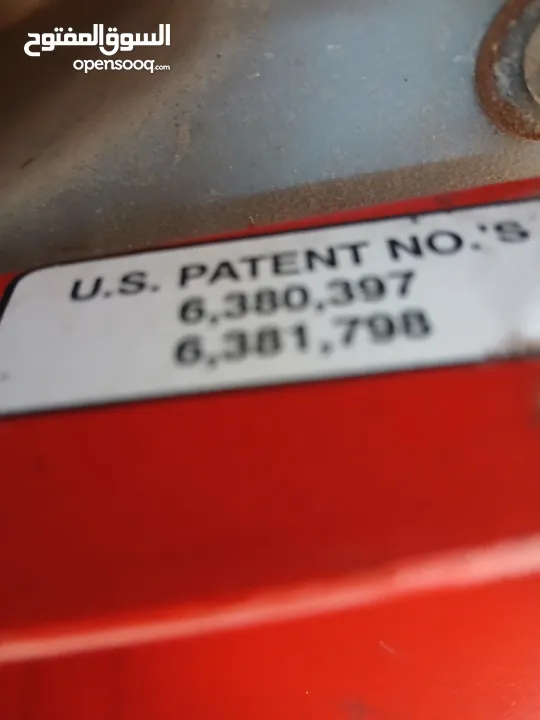 السوق المفتوح
opensooq.com
U.S. PATENT NO.'S
6,380,397
6,381,798